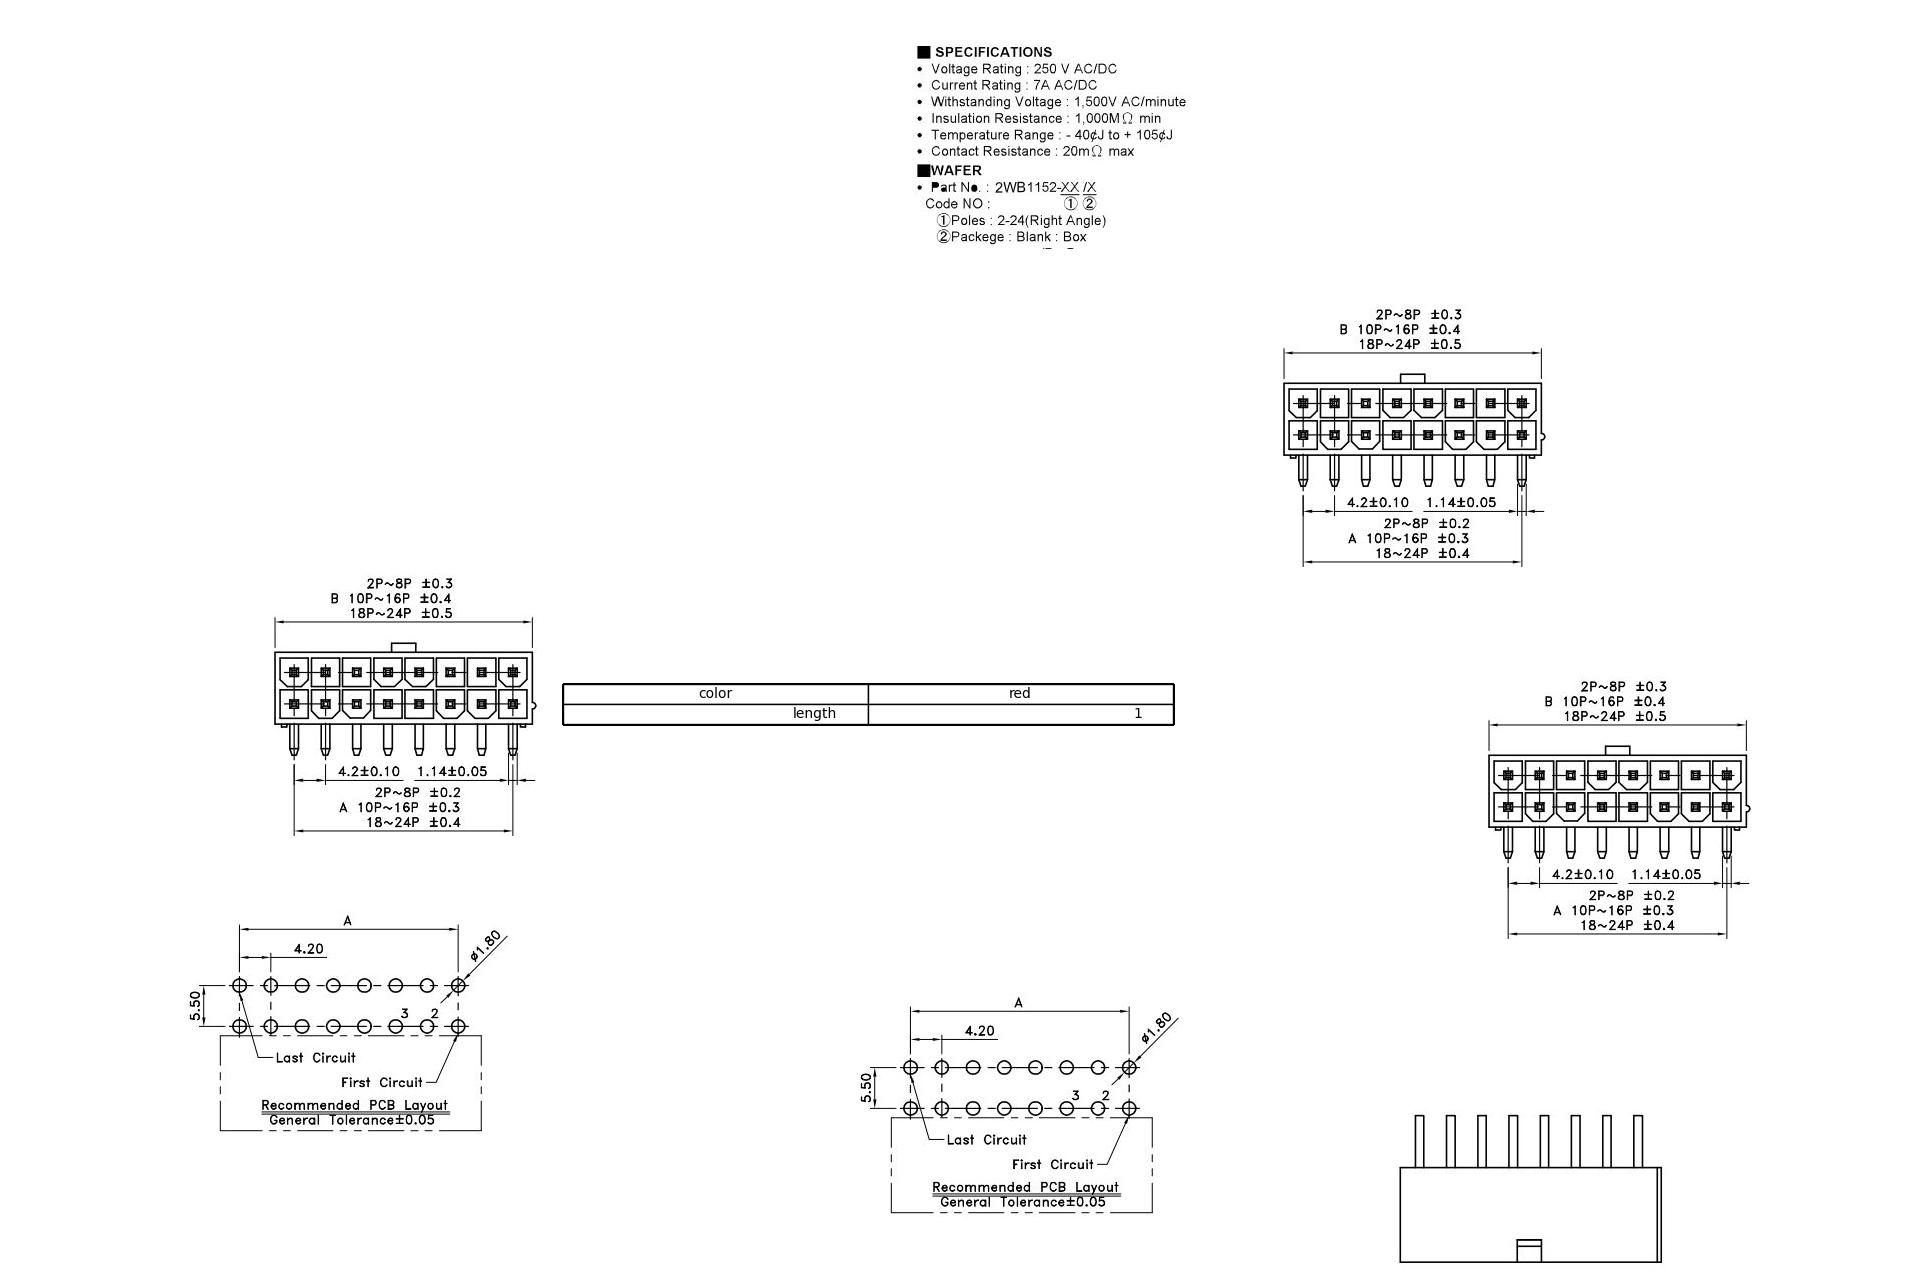 ■ SPECIFICATIONS
• Voltage Rating : 250 V AC/DC
• Current Rating : 7A AC/DC
• Withstanding Voltage : 1,500V AC/minute
• Insulation Resistance : 1,000MΩ min
• Temperature Range : - 40¢J to + 105¢J
• Contact Resistance : 20mΩ max
■WAFER
• Part No. : 2WB1152-XX /X
Code NO : ① ②
①Poles : 2-24(Right Angle)
②Packege : Blank : Box
2P~8P ±0.3
B 10P~16P ±0.4
18P~24P ±0.5
4.2±0.10 1.14±0.05
2P~8P ±0.2
A 10P~16P ±0.3
18~24P ±0.4
2P~8P ±0.3
B 10P~16P ±0.4
18P~24P ±0.5
4.2±0.10 1.14±0.05
2P~8P ±0.2
A 10P~16P ±0.3
18~24P ±0.4
color red
length 1
2P~8P ±0.3
B 10P~16P ±0.4
18P~24P ±0.5
4.2±0.10 1.14±0.05
2P~8P ±0.2
A 10P~16P ±0.3
18~24P ±0.4
A
4.20
ø1.80
5.50
3 2
Last Circuit
First Circuit
Recommended PCB Layout
General Tolerance±0.05
A
4.20
ø1.80
5.50
3 2
Last Circuit
First Circuit
Recommended PCB Layout
General Tolerance±0.05